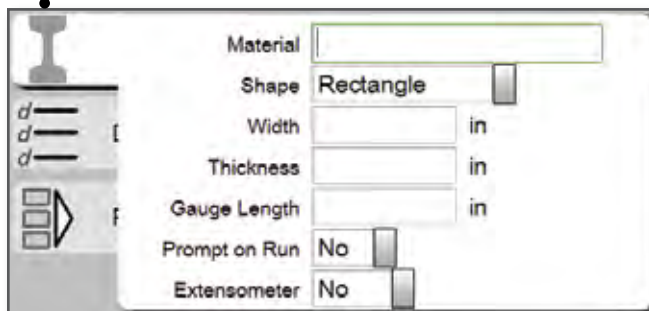 Material
Shape Rectangle
Width in
d
Thickness in
d
d
Gauge Length in
Prompt on Run No
Extensometer No